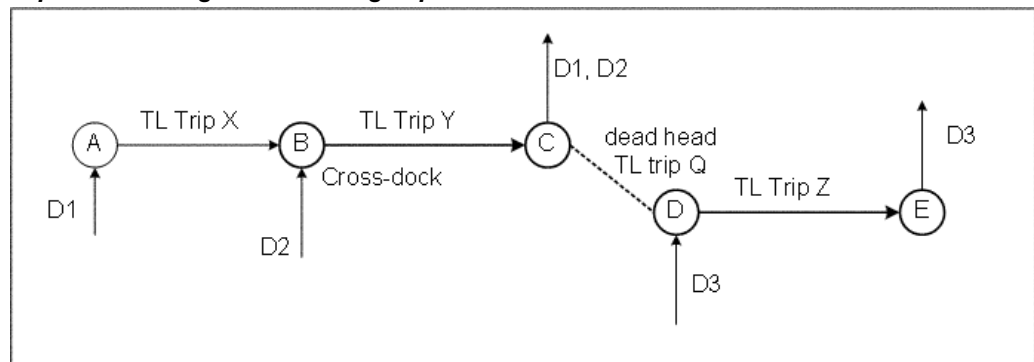 D1, D2
TL Trip X
TL Trip Y
A
B
C
dead head
TL trip Q
D3
Cross-dock
TL Trip Z
D
E
D1
D2
D3